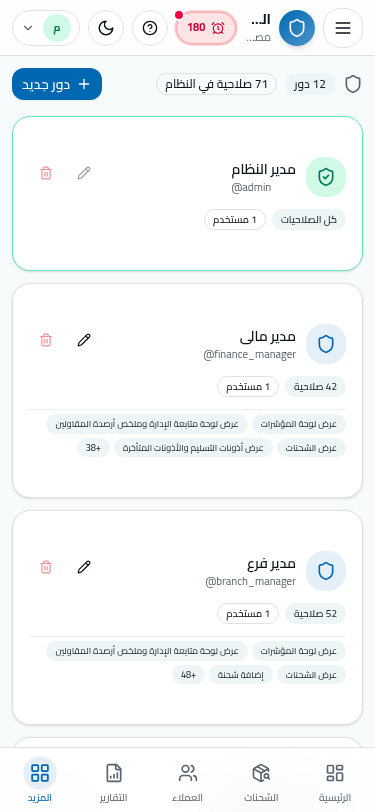 الـ...
مصـ...
180
م
12 دور
71 صلاحية في النظام
دور جديد
مدير النظام
@admin
كل الصلاحيات
1 مستخدم
مدير مالى
@finance_manager
42 صلاحية
1 مستخدم
عرض لوحة المؤشرات
عرض لوحة متابعة الإدارة وملخص أرصدة المقاولين
عرض الشحنات
عرض أذونات التسليم والأذونات المتأخرة
+38
مدير فرع
@branch_manager
52 صلاحية
1 مستخدم
عرض لوحة المؤشرات
عرض لوحة متابعة الإدارة وملخص أرصدة المقاولين
عرض الشحنات
إضافة شحنة
+48
الرئيسية
الشحنات
العملاء
التقارير
المزيد